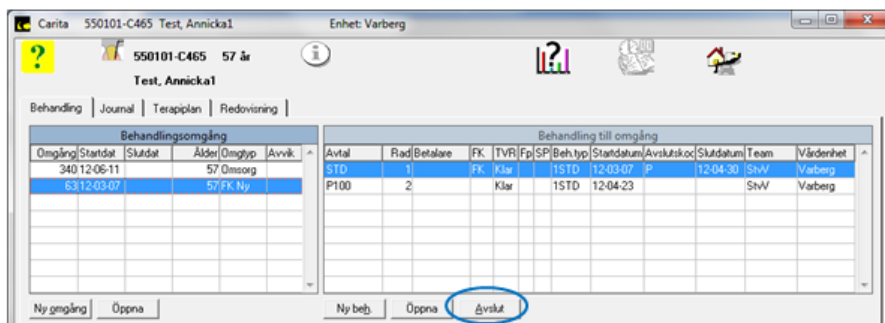 Carita 550101-C465 Test, Annicka1 Enhet: Varberg
? 550101-C465 57 år i
Test, Annicka1
Behandling Journal Terapiplan Redovisning
Behandlingsomgång Behandling till omgång
Omgång Startdat Slutdat Ålder Omgtyp Avvik. Avtal Rad Betalare FK TVR Fp SP Beh.typ Startdatum Avslutskoc Slutdatum Team Vårdenhet
340 12-06-11 57 Omsorg STD 1 FK Klar 1STD 12-03-07 P 12-04-30 StvV Varberg
63 12-03-07 57 FK Ny P100 2 Klar 1STD 12-04-23 StvV Varberg
Ny omgång Öppna Ny beh. Öppna Avslut